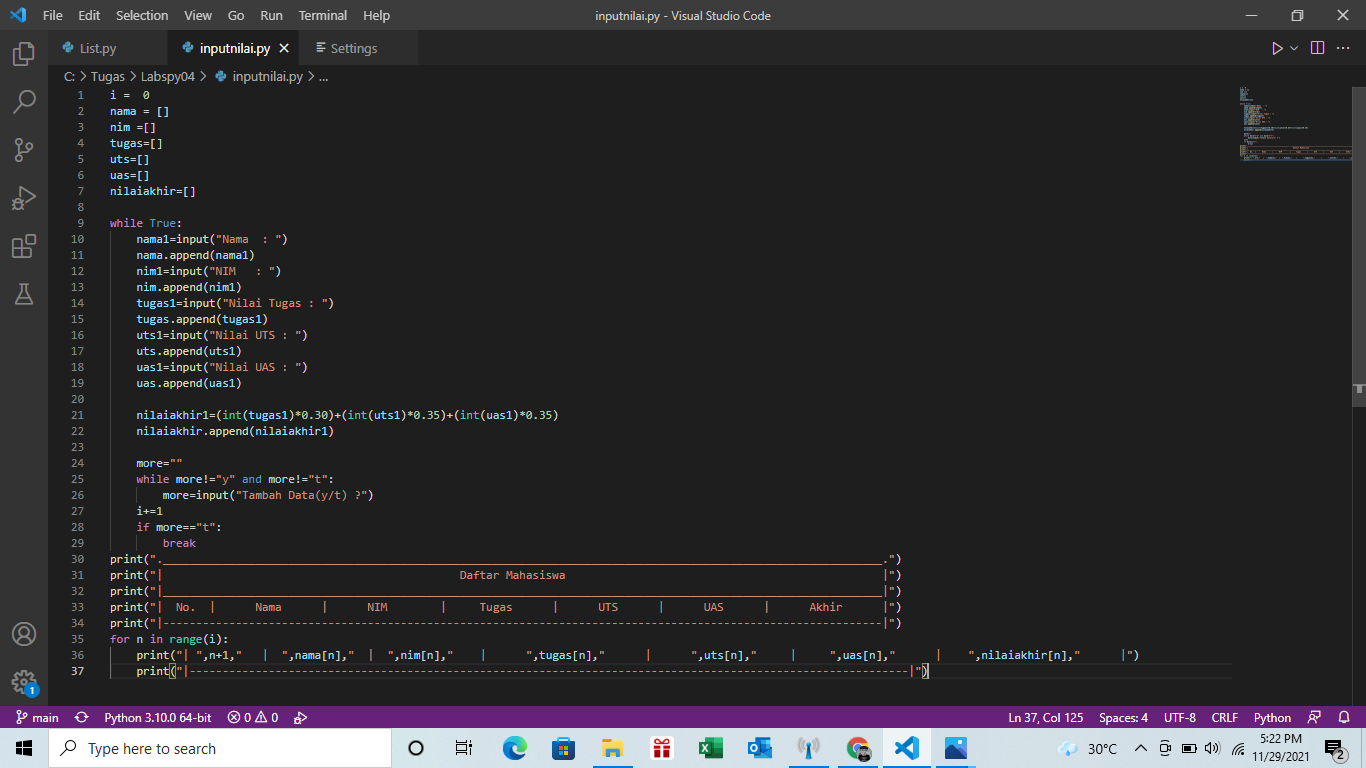 File Edit Selection View Go Run Terminal Help inputnilai.py - Visual Studio Code
List.py inputnilai.py Settings
C: > Tugas > Labspy04 > inputnilai.py > ...
1 i =  0
2 nama = []
3 nim =[]
4 tugas=[]
5 uts=[]
6 uas=[]
7 nilaiakhir=[]
8
9 while True:
10     nama1=input("Nama  : ")
11     nama.append(nama1)
12     nim1=input("NIM   : ")
13     nim.append(nim1)
14     tugas1=input("Nilai Tugas : ")
15     tugas.append(tugas1)
16     uts1=input("Nilai UTS : ")
17     uts.append(uts1)
18     uas1=input("Nilai UAS : ")
19     uas.append(uas1)
20
21     nilaiakhir1=(int(tugas1)*0.30)+(int(uts1)*0.35)+(int(uas1)*0.35)
22     nilaiakhir.append(nilaiakhir1)
23
24     more=""
25     while more!="y" and more!="t":
26         more=input("Tambah Data(y/t) ?")
27     i+=1
28     if more=="t":
29         break
30 print("._____________________________________________________________________________________________________________.")
31 print("|                                             Daftar Mahasiswa                                                |")
32 print("|_____________________________________________________________________________________________________________|")
33 print("|  No.  |      Nama      |      NIM        |     Tugas      |      UTS      |      UAS      |      Akhir      |")
34 print("|-------------------------------------------------------------------------------------------------------------|")
35 for n in range(i):
36     print("| ",n+1,"   |  ",nama[n],"  |  ",nim[n],"    |      ",tugas[n],"      |      ",uts[n],"     |     ",uas[n],"      |    ",nilaiakhir[n],"      |")
37     print("|-------------------------------------------------------------------------------------------------------------|")
main Python 3.10.0 64-bit 0 0 Ln 37, Col 125 Spaces: 4 UTF-8 CRLF Python
1
Type here to search 30°C 5:22 PM
11/29/2021 2